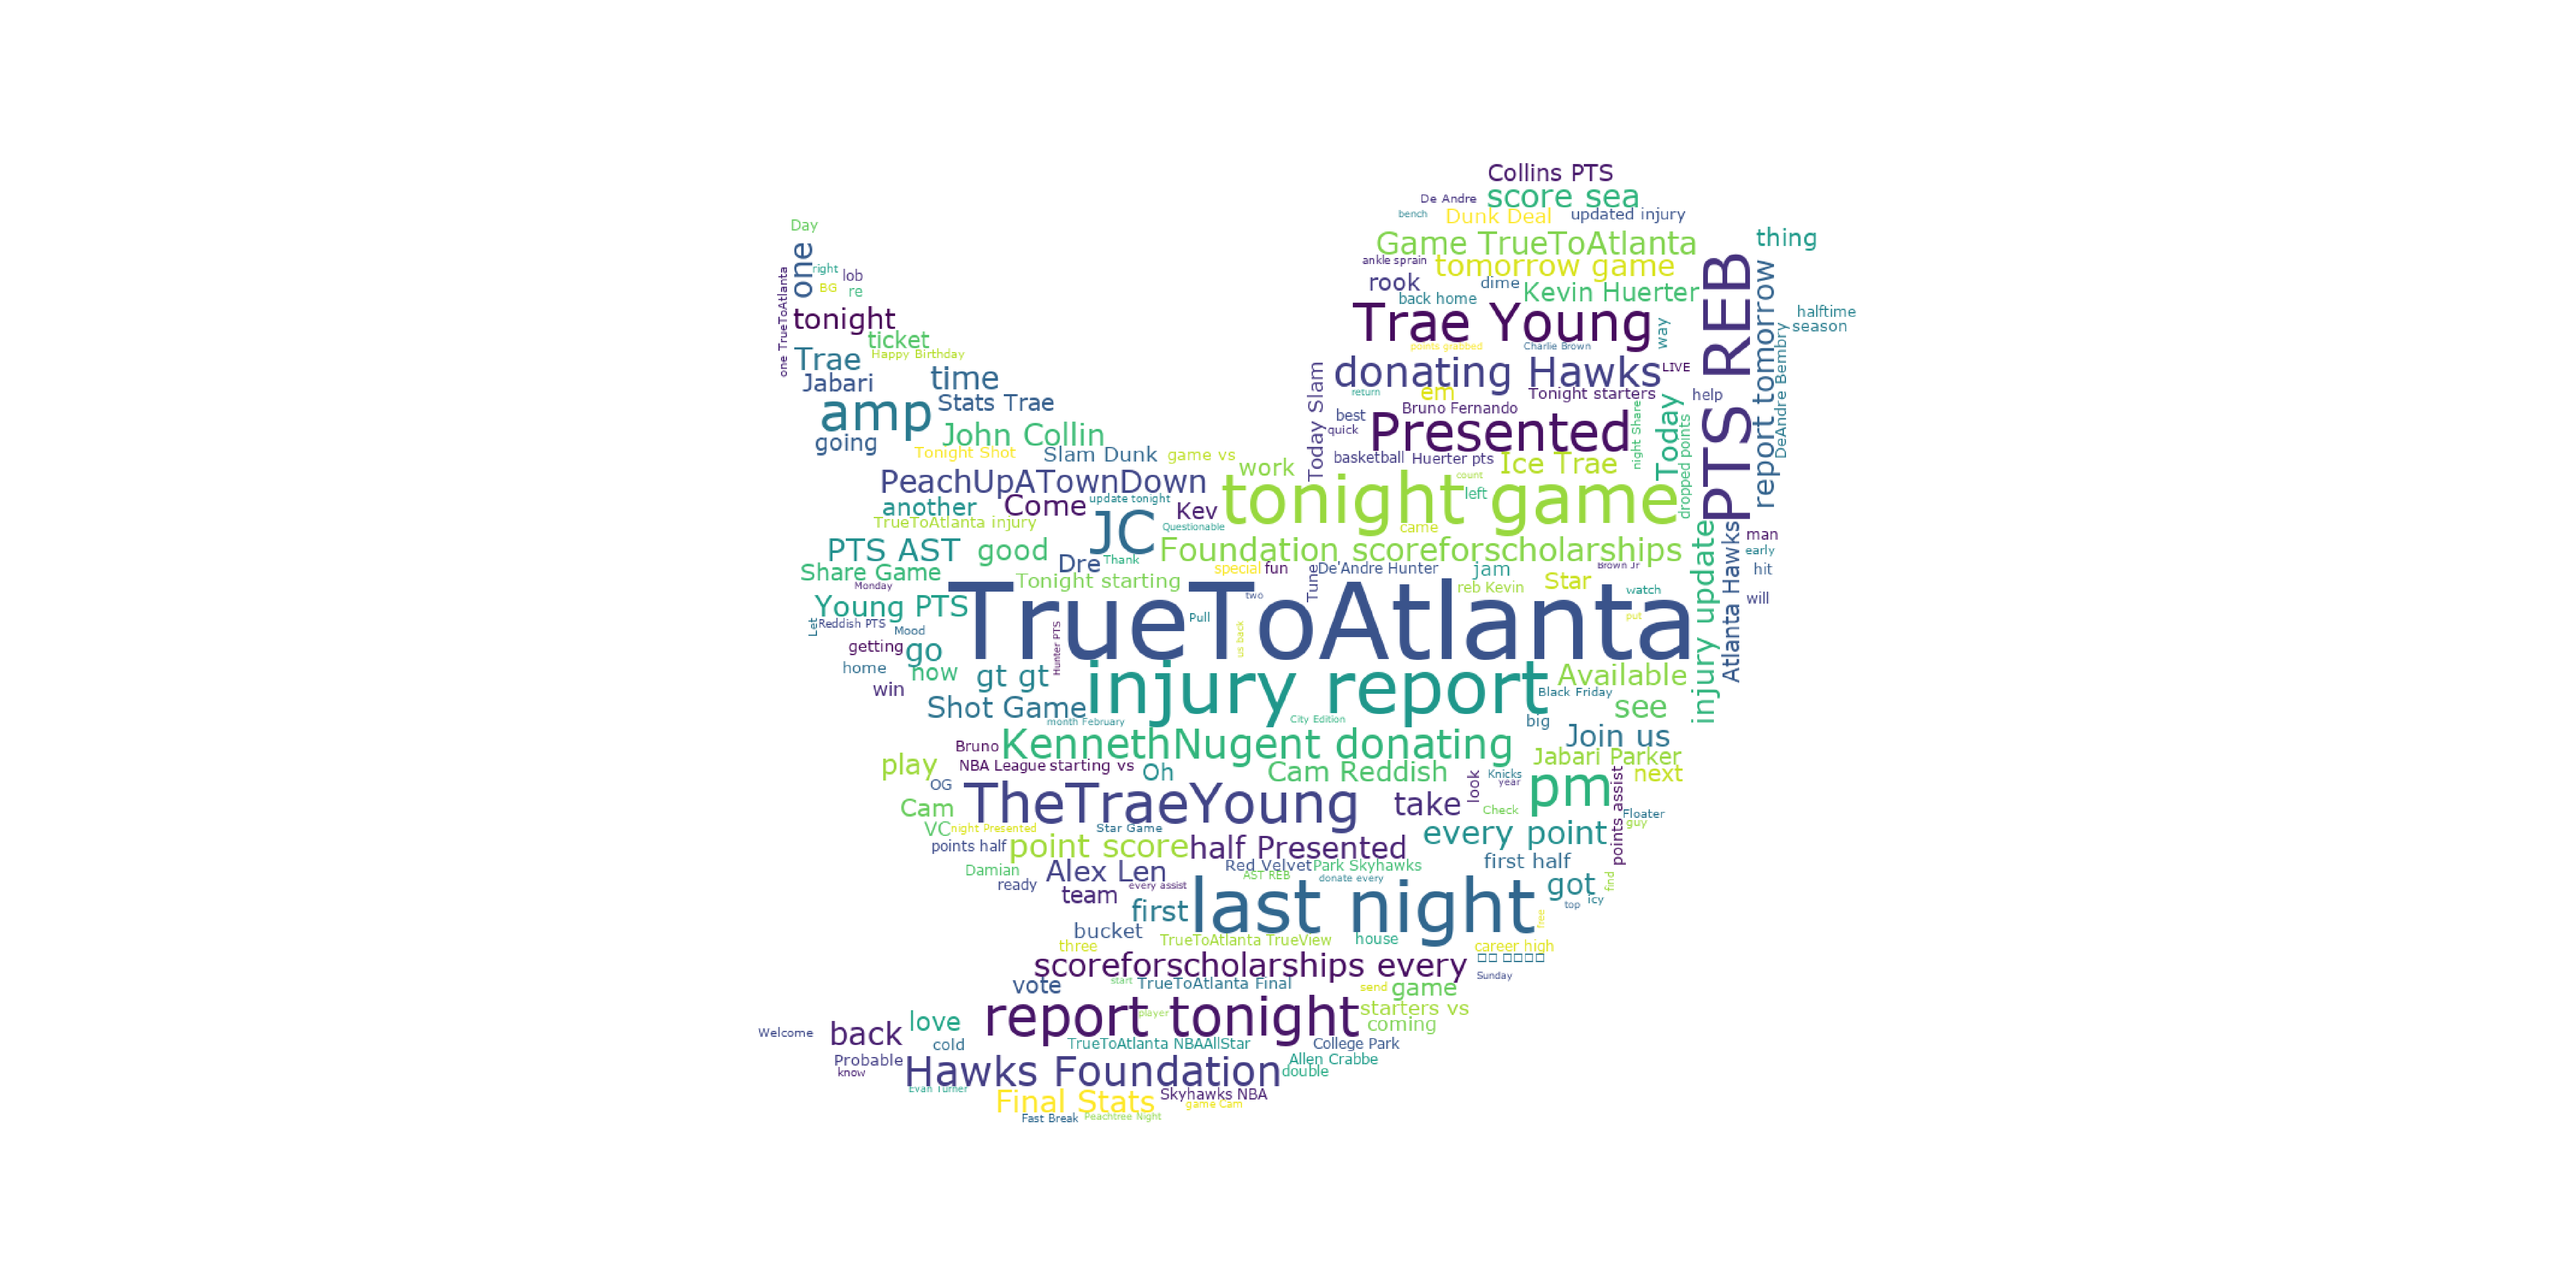 Collins PTS
De Andre
score sea
bench
Dunk Deal
updated injury
Day
Game TrueToAtlanta
thing
one
right
lob
ankle sprain
tomorrow game
PTS REB
report tomorrow
one TrueToAtlanta
BG
re
rook
dime
Kevin Huerter
back home
tonight
Trae Young
way
halftime
season
DeAndre Bembry
ticket
Trae
Happy Birthday
points grabbed
Charlie Brown
Jabari
time
Today Slam
donating Hawks
LIVE
amp
Stats Trae
return
em
Tonight starters
help
best
Bruno Fernando
night Share
Today
dropped points
quick
Presented
going
John Collin
Tonight Shot
Slam Dunk
game vs
work
basketball
Huerter pts
Ice Trae
PeachUpATownDown
tonight game
count
left
another
Come
update tonight
Kev
TrueToAtlanta injury
JC
Questionable
came
injury update
Atlanta Hawks
man
PTS AST
good
Dre
Thank
Foundation scoreforscholarships
early
Share Game
Tonight starting
special
fun
Tune
De'Andre Hunter
jam
Star
Brown Jr
hit
Monday
reb Kevin
watch
Young PTS
TrueToAtlanta
two
will
Let
Reddish PTS
Mood
Pull
put
getting
go
Hunter PTS
us back
home
now
gt gt
injury report
Available
win
Black Friday
Shot Game
month February
City Edition
big
see
Bruno
KennethNugent donating
Join us
play
NBA League
starting vs
Oh
Cam Reddish
look
Knicks
year
Jabari Parker
next
OG
TheTraeYoung
take
pm
points assist
Cam
Check
Floater
VC
night Presented
Star Game
every point
guy
points half
point score
half Presented
first half
Damian
Alex Len
Red Velvet
Park Skyhawks
ready
every assist
AST REB
donate every
got
find
team
first
last night
top
icy
bucket
free
three
TrueToAtlanta TrueView
house
career high
scoreforscholarships every
Sunday
vote
start
TrueToAtlanta Final
send
game
report tonight
player
starters vs
Welcome
back
love
coming
cold
TrueToAtlanta NBAAllStar
College Park
Probable
know
Hawks Foundation
Allen Crabbe
double
Evan Turner
Final Stats
Skyhawks NBA
game Cam
Fast Break
Peachtree Night